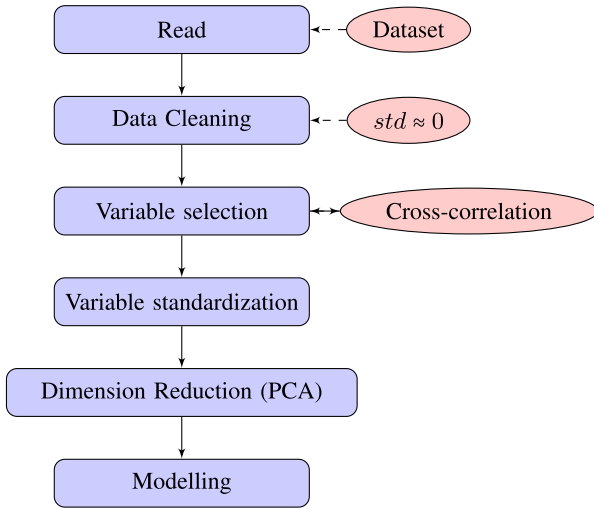 Read
Dataset
Data Cleaning
std ≈ 0
Variable selection
Cross-correlation
Variable standardization
Dimension Reduction (PCA)
Modelling